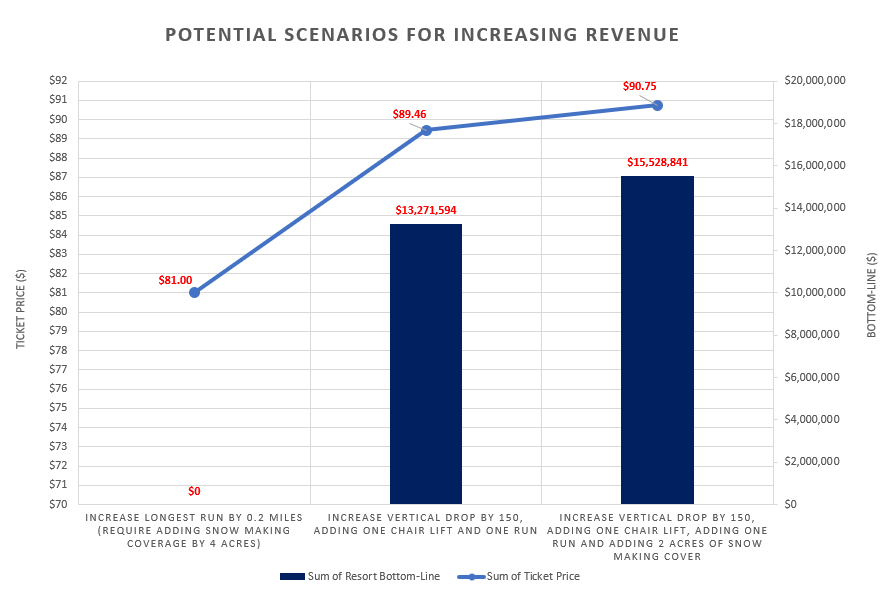 POTENTIAL SCENARIOS FOR INCREASING REVENUE
$92
$91
$90
$89
$88
$87
$86
$85
$84
$83
$82
$81
$80
$79
$78
$77
$76
$75
$74
$73
$72
$71
$70
TICKET PRICE ($)
$81.00
$89.46
$90.75
$0
$13,271,594
$15,528,841
$20,000,000
$18,000,000
$16,000,000
$14,000,000
$12,000,000
$10,000,000
$8,000,000
$6,000,000
$4,000,000
$2,000,000
$0
BOTTOM-LINE ($)
INCREASE LONGEST RUN BY 0.2 MILES
(REQUIRE ADDING SNOW MAKING
COVERAGE BY 4 ACRES)
INCREASE VERTICAL DROP BY 150,
ADDING ONE CHAIR LIFT AND ONE RUN
INCREASE VERTICAL DROP BY 150,
ADDING ONE CHAIR LIFT, ADDING ONE
RUN AND ADDING 2 ACRES OF SNOW
MAKING COVER
Sum of Resort Bottom-Line
Sum of Ticket Price